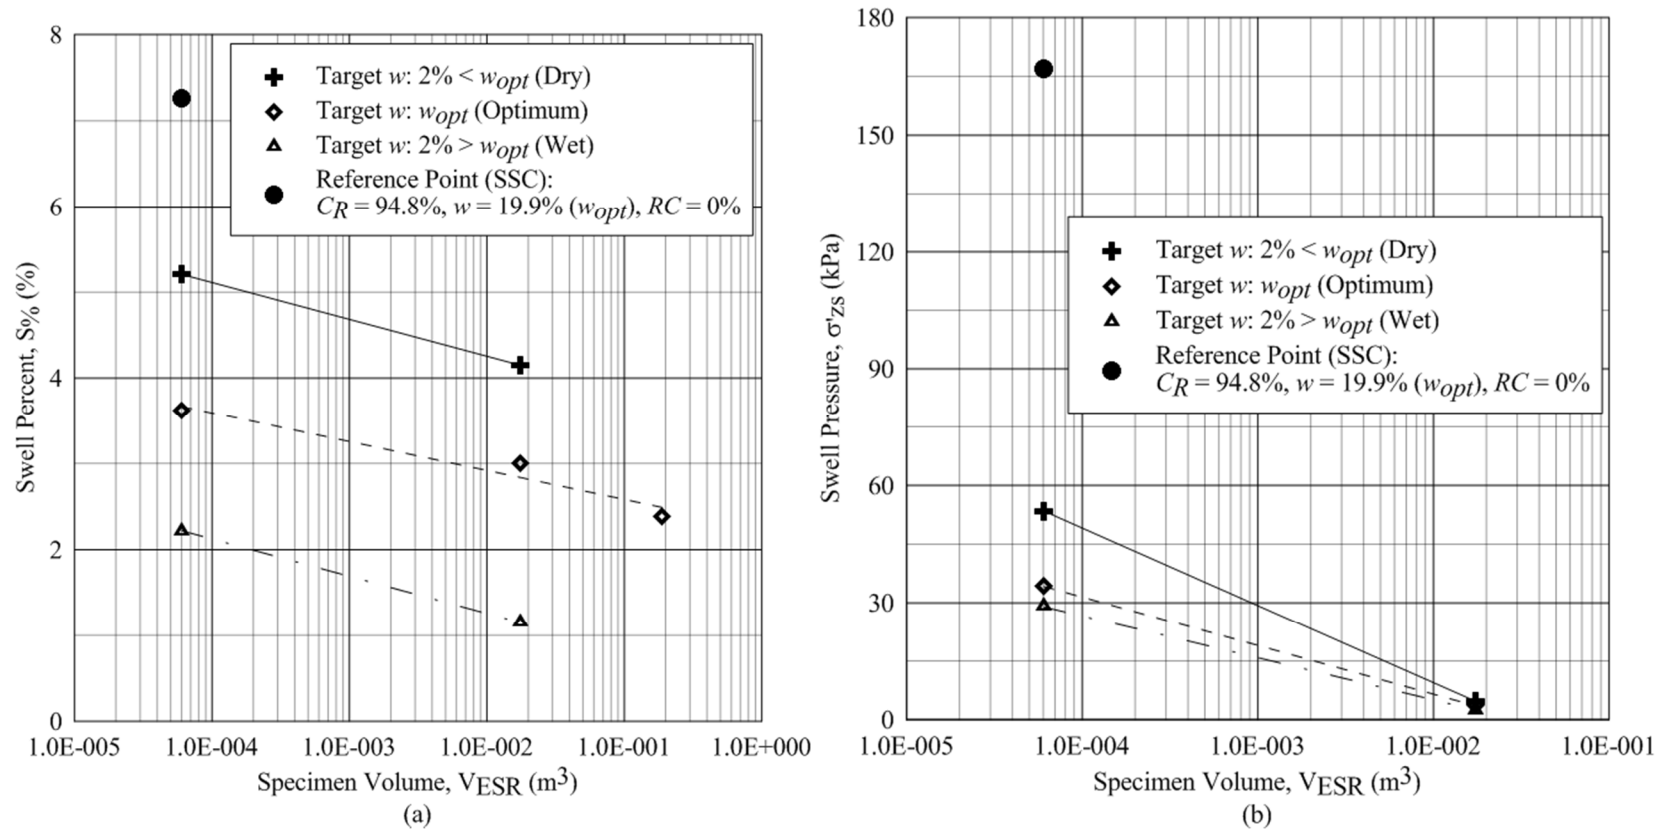 8
6
4
2
0
Swell Percent, S% (%)
Target w: 2% < wopt (Dry)
Target w: wopt (Optimum)
Target w: 2% > wopt (Wet)
Reference Point (SSC):
CR = 94.8%, w = 19.9% (wopt), RC = 0%
1.0E-005 1.0E-004 1.0E-003 1.0E-002 1.0E-001 1.0E+000
Specimen Volume, VESR (m3)
(a)
180
150
120
90
60
30
0
Swell Pressure, σ'zs (kPa)
Target w: 2% < wopt (Dry)
Target w: wopt (Optimum)
Target w: 2% > wopt (Wet)
Reference Point (SSC):
CR = 94.8%, w = 19.9% (wopt), RC = 0%
1.0E-005 1.0E-004 1.0E-003 1.0E-002 1.0E-001
Specimen Volume, VESR (m3)
(b)